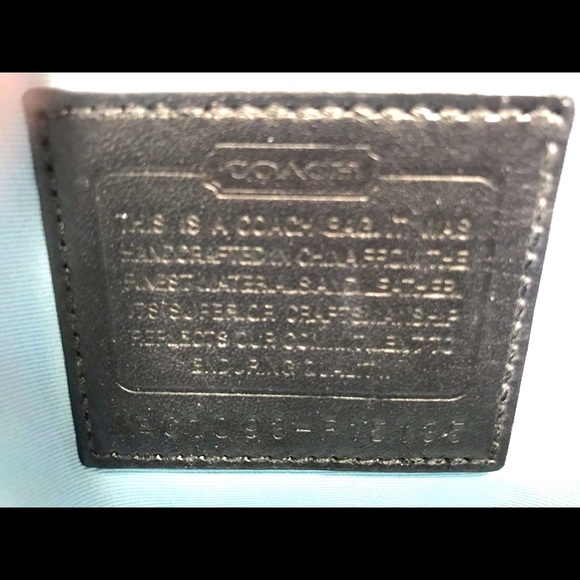 COACH
THIS IS A COACH BAG. IT WAS
HANDCRAFTED IN CHINA FROM THE
FINEST MATERIALS AND LEATHER.
ITS SUPERIOR CRAFTSMANSHIP
REFLECTS OUR COMMITMENT TO
ENDURING QUALITY.